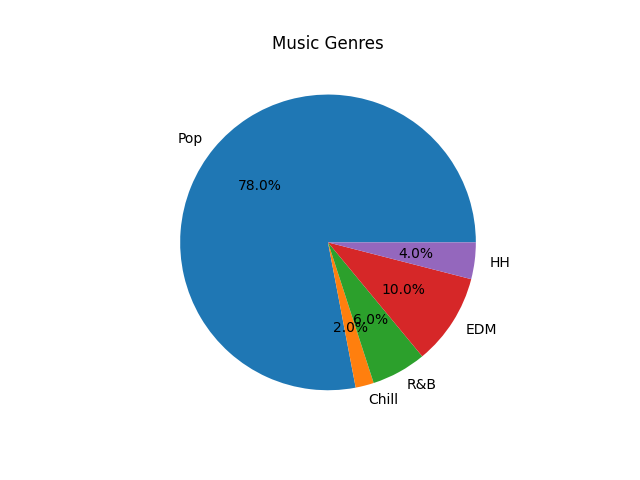 Music Genres
Pop
78.0%
4.0%
HH
10.0%
6.0%
2.0%
EDM
R&B
Chill